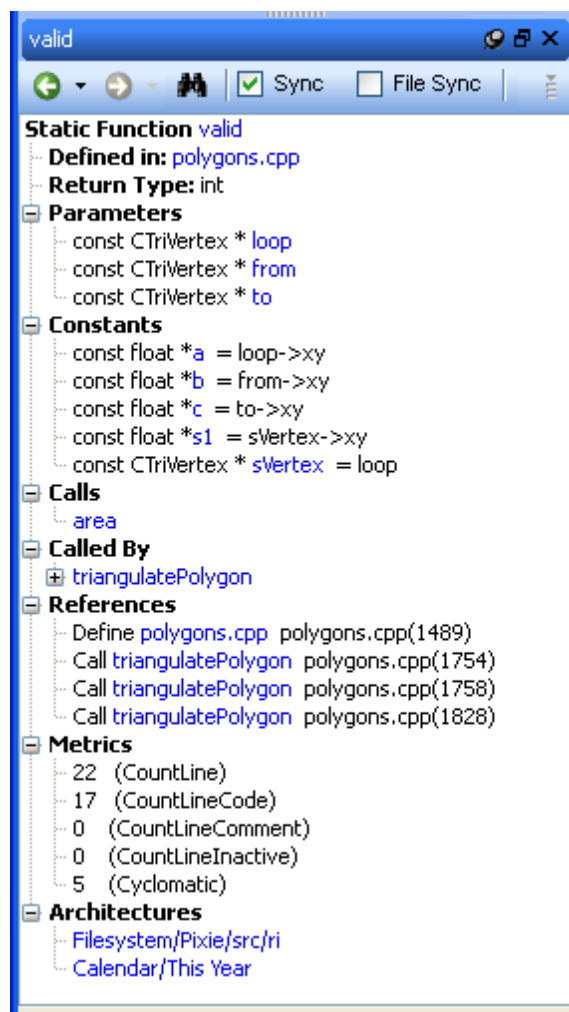 valid
Sync File Sync
Static Function valid
Defined in: polygons.cpp
Return Type: int
Parameters
const CTriVertex * loop
const CTriVertex * from
const CTriVertex * to
Constants
const float *a = loop->xy
const float *b = from->xy
const float *c = to->xy
const float *s1 = sVertex->xy
const CTriVertex * sVertex = loop
Calls
area
Called By
triangulatePolygon
References
Define polygons.cpp polygons.cpp(1489)
Call triangulatePolygon polygons.cpp(1754)
Call triangulatePolygon polygons.cpp(1758)
Call triangulatePolygon polygons.cpp(1828)
Metrics
22 (CountLine)
17 (CountLineCode)
0 (CountLineComment)
0 (CountLineInactive)
5 (Cyclomatic)
Architectures
Filesystem/Pixie/src/ri
Calendar/This Year